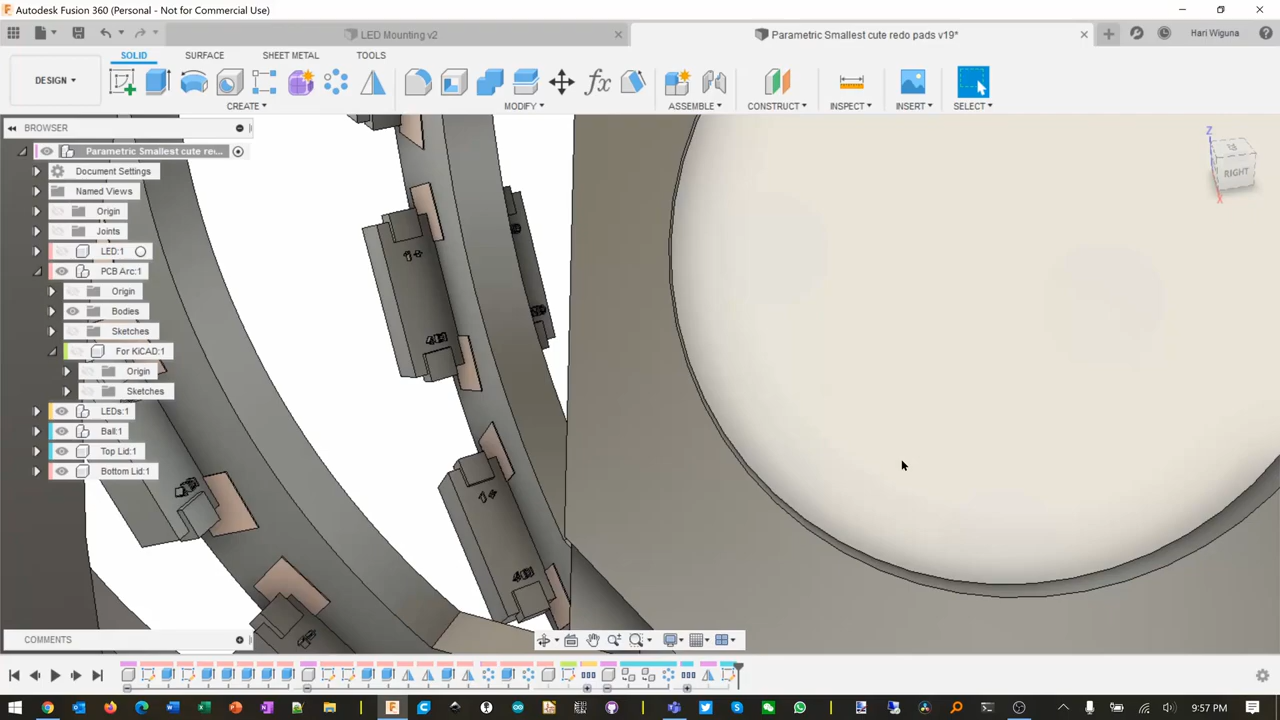 Autodesk Fusion 360 (Personal - Not for Commercial Use)
LED Mounting v2
Parametric Smallest cute redo pads v19*
Hari Wiguna
SOLID
SURFACE
SHEET METAL
TOOLS
DESIGN
CREATE
MODIFY
ASSEMBLE
CONSTRUCT
INSPECT
INSERT
SELECT
BROWSER
Parametric Smallest cute re...
Document Settings
Named Views
Origin
Joints
LED:1
PCB Arc:1
Origin
Bodies
Sketches
For KiCAD:1
Origin
Sketches
LEDs:1
Ball:1
Top Lid:1
Bottom Lid:1
Z
RIGHT
X
1+
1+
COMMENTS
9:57 PM